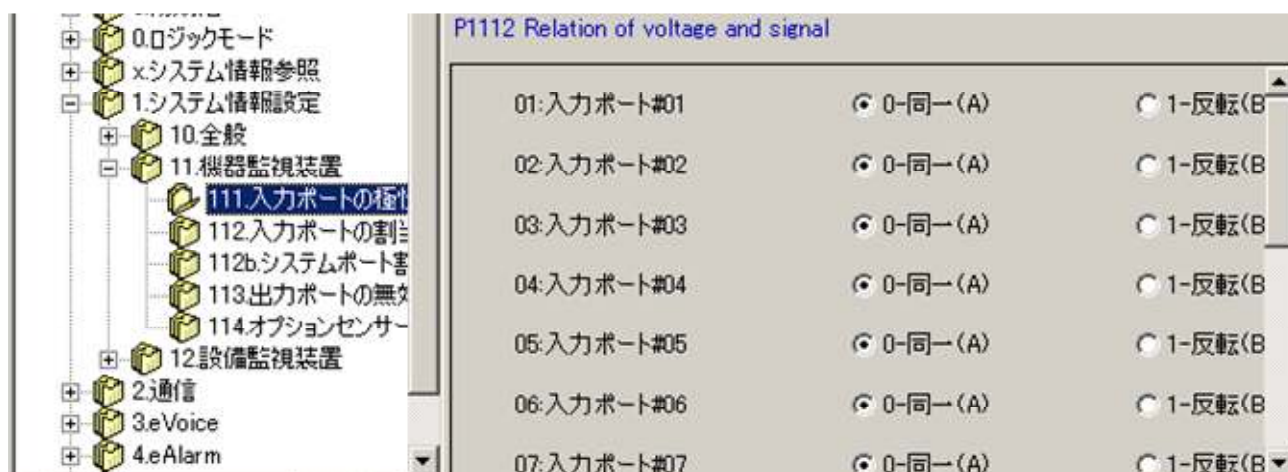 0.ロジックモード
x.システム情報参照
1.システム情報設定
10.全般
11.機器監視装置
111.入力ポートの極性
112.入力ポートの割当
112b.システムポート割
113.出力ポートの無効
114.オプションセンサー
12.設備監視装置
2.通信
3.eVoice
4.eAlarm
P1112 Relation of voltage and signal
01:入力ポート#01 0-同一(A) 1-反転(B
02:入力ポート#02 0-同一(A) 1-反転(B
03:入力ポート#03 0-同一(A) 1-反転(B
04:入力ポート#04 0-同一(A) 1-反転(B
05:入力ポート#05 0-同一(A) 1-反転(B
06:入力ポート#06 0-同一(A) 1-反転(B
07:入力ポート#07 0-同一(A) 1-反転(B